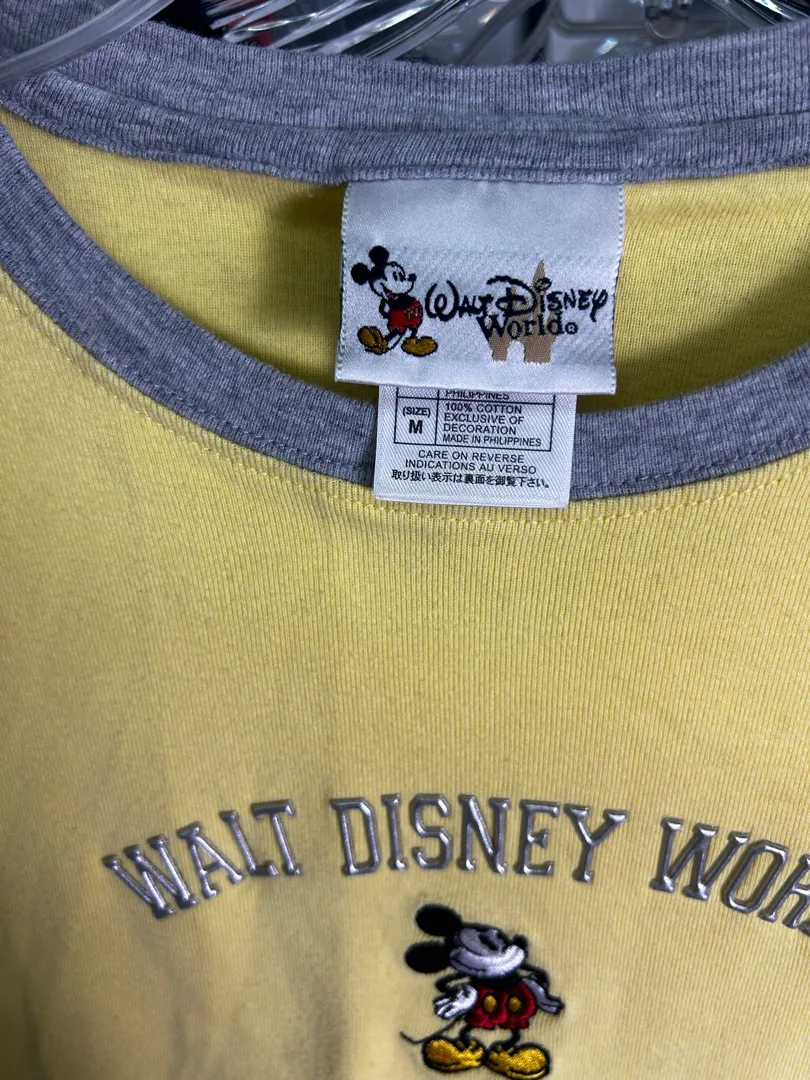 WALT DISNEY
World®
PHILIPPINES
(SIZE)
M
100% COTTON
EXCLUSIVE OF
DECORATION
MADE IN PHILIPPINES
CARE ON REVERSE
INDICATIONS AU VERSO
取り扱い表示は裏面を御覧下さい。
WALT DISNEY WOR